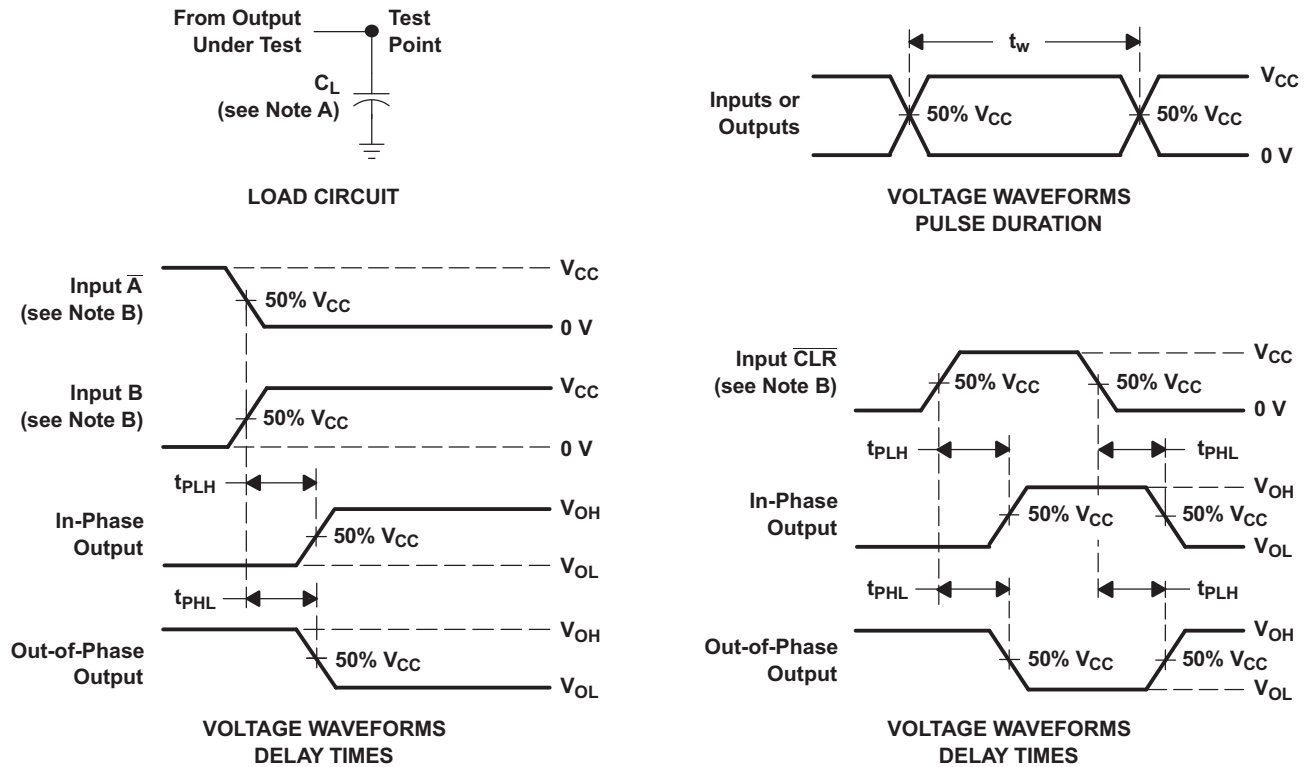 From Output
Under Test
Test
Point
C_L
(see Note A)
LOAD CIRCUIT
t_w
Inputs or
Outputs
50% V_CC
50% V_CC
V_CC
0 V
VOLTAGE WAVEFORMS
PULSE DURATION
Input A̅
(see Note B)
50% V_CC
V_CC
0 V
Input B
(see Note B)
50% V_CC
V_CC
0 V
t_PLH
In-Phase
Output
50% V_CC
V_OH
V_OL
t_PHL
Out-of-Phase
Output
50% V_CC
V_OH
V_OL
VOLTAGE WAVEFORMS
DELAY TIMES
Input C̅L̅R̅
(see Note B)
50% V_CC
50% V_CC
V_CC
0 V
t_PLH
t_PHL
In-Phase
Output
50% V_CC
50% V_CC
V_OH
V_OL
t_PHL
t_PLH
Out-of-Phase
Output
50% V_CC
50% V_CC
V_OH
V_OL
VOLTAGE WAVEFORMS
DELAY TIMES